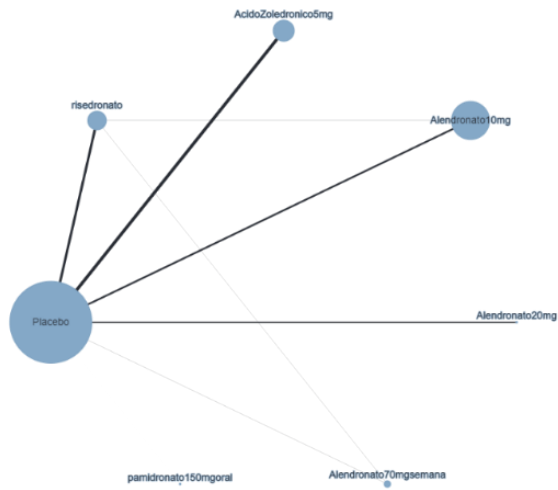 AcidoZoledronico5mg
risedronato
Alendronato10mg
Placebo
Alendronato20mg
pamidronato150mgoral
Alendronato70mgsemana